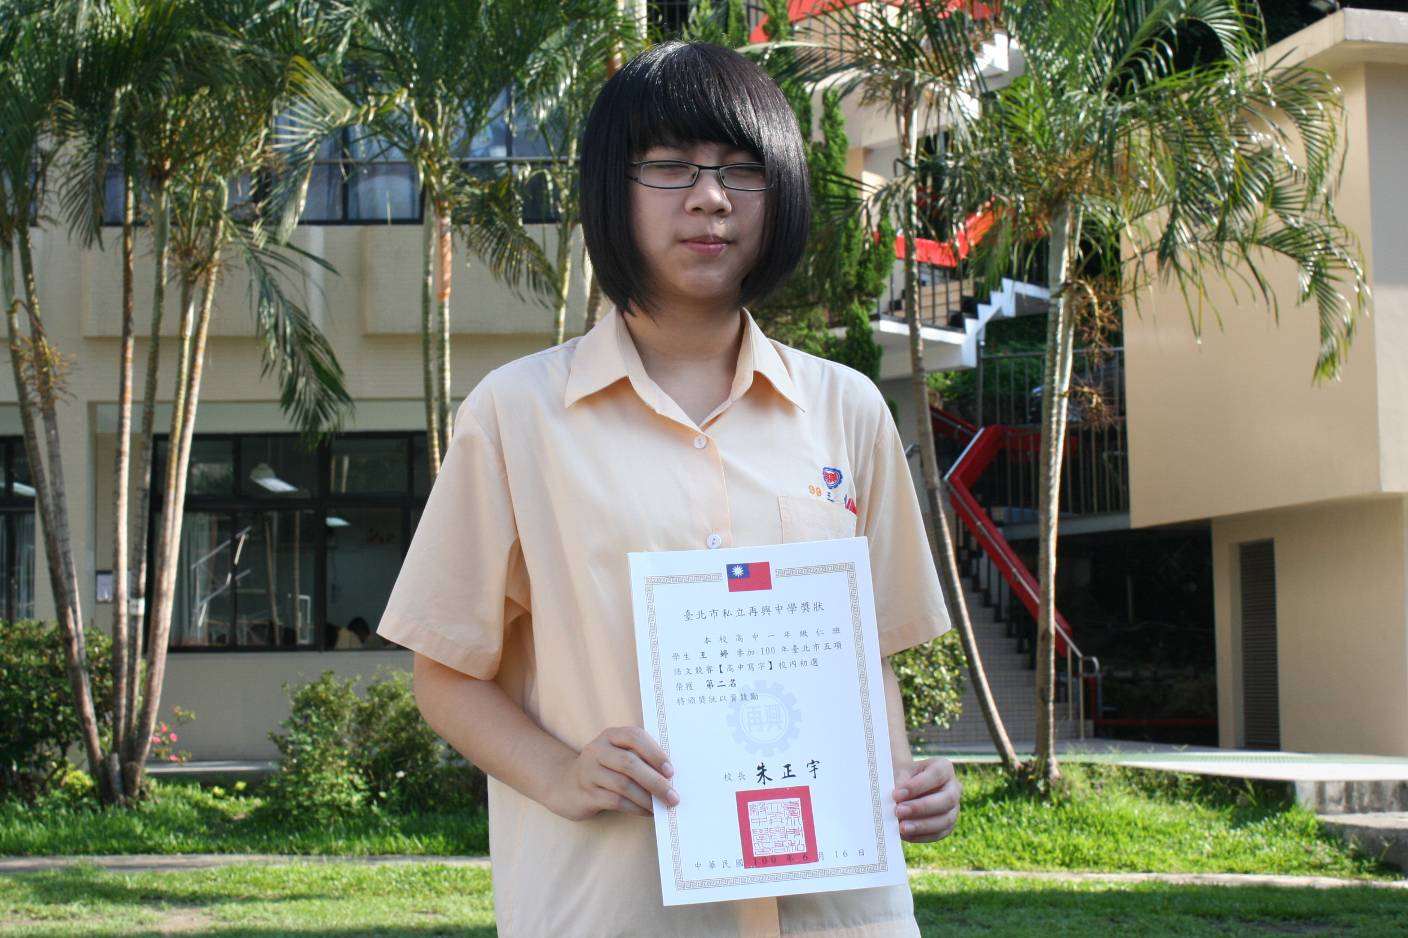 99
臺北市私立再興中學獎狀
本校高中一年級仁班
學生 王婷 參加100年臺北市五項
語文競賽【高中寫字】校內初選
榮獲 第二名
特頒獎狀以資鼓勵
再興
校長 朱正宇
中華民國 100 年 6 月 16 日